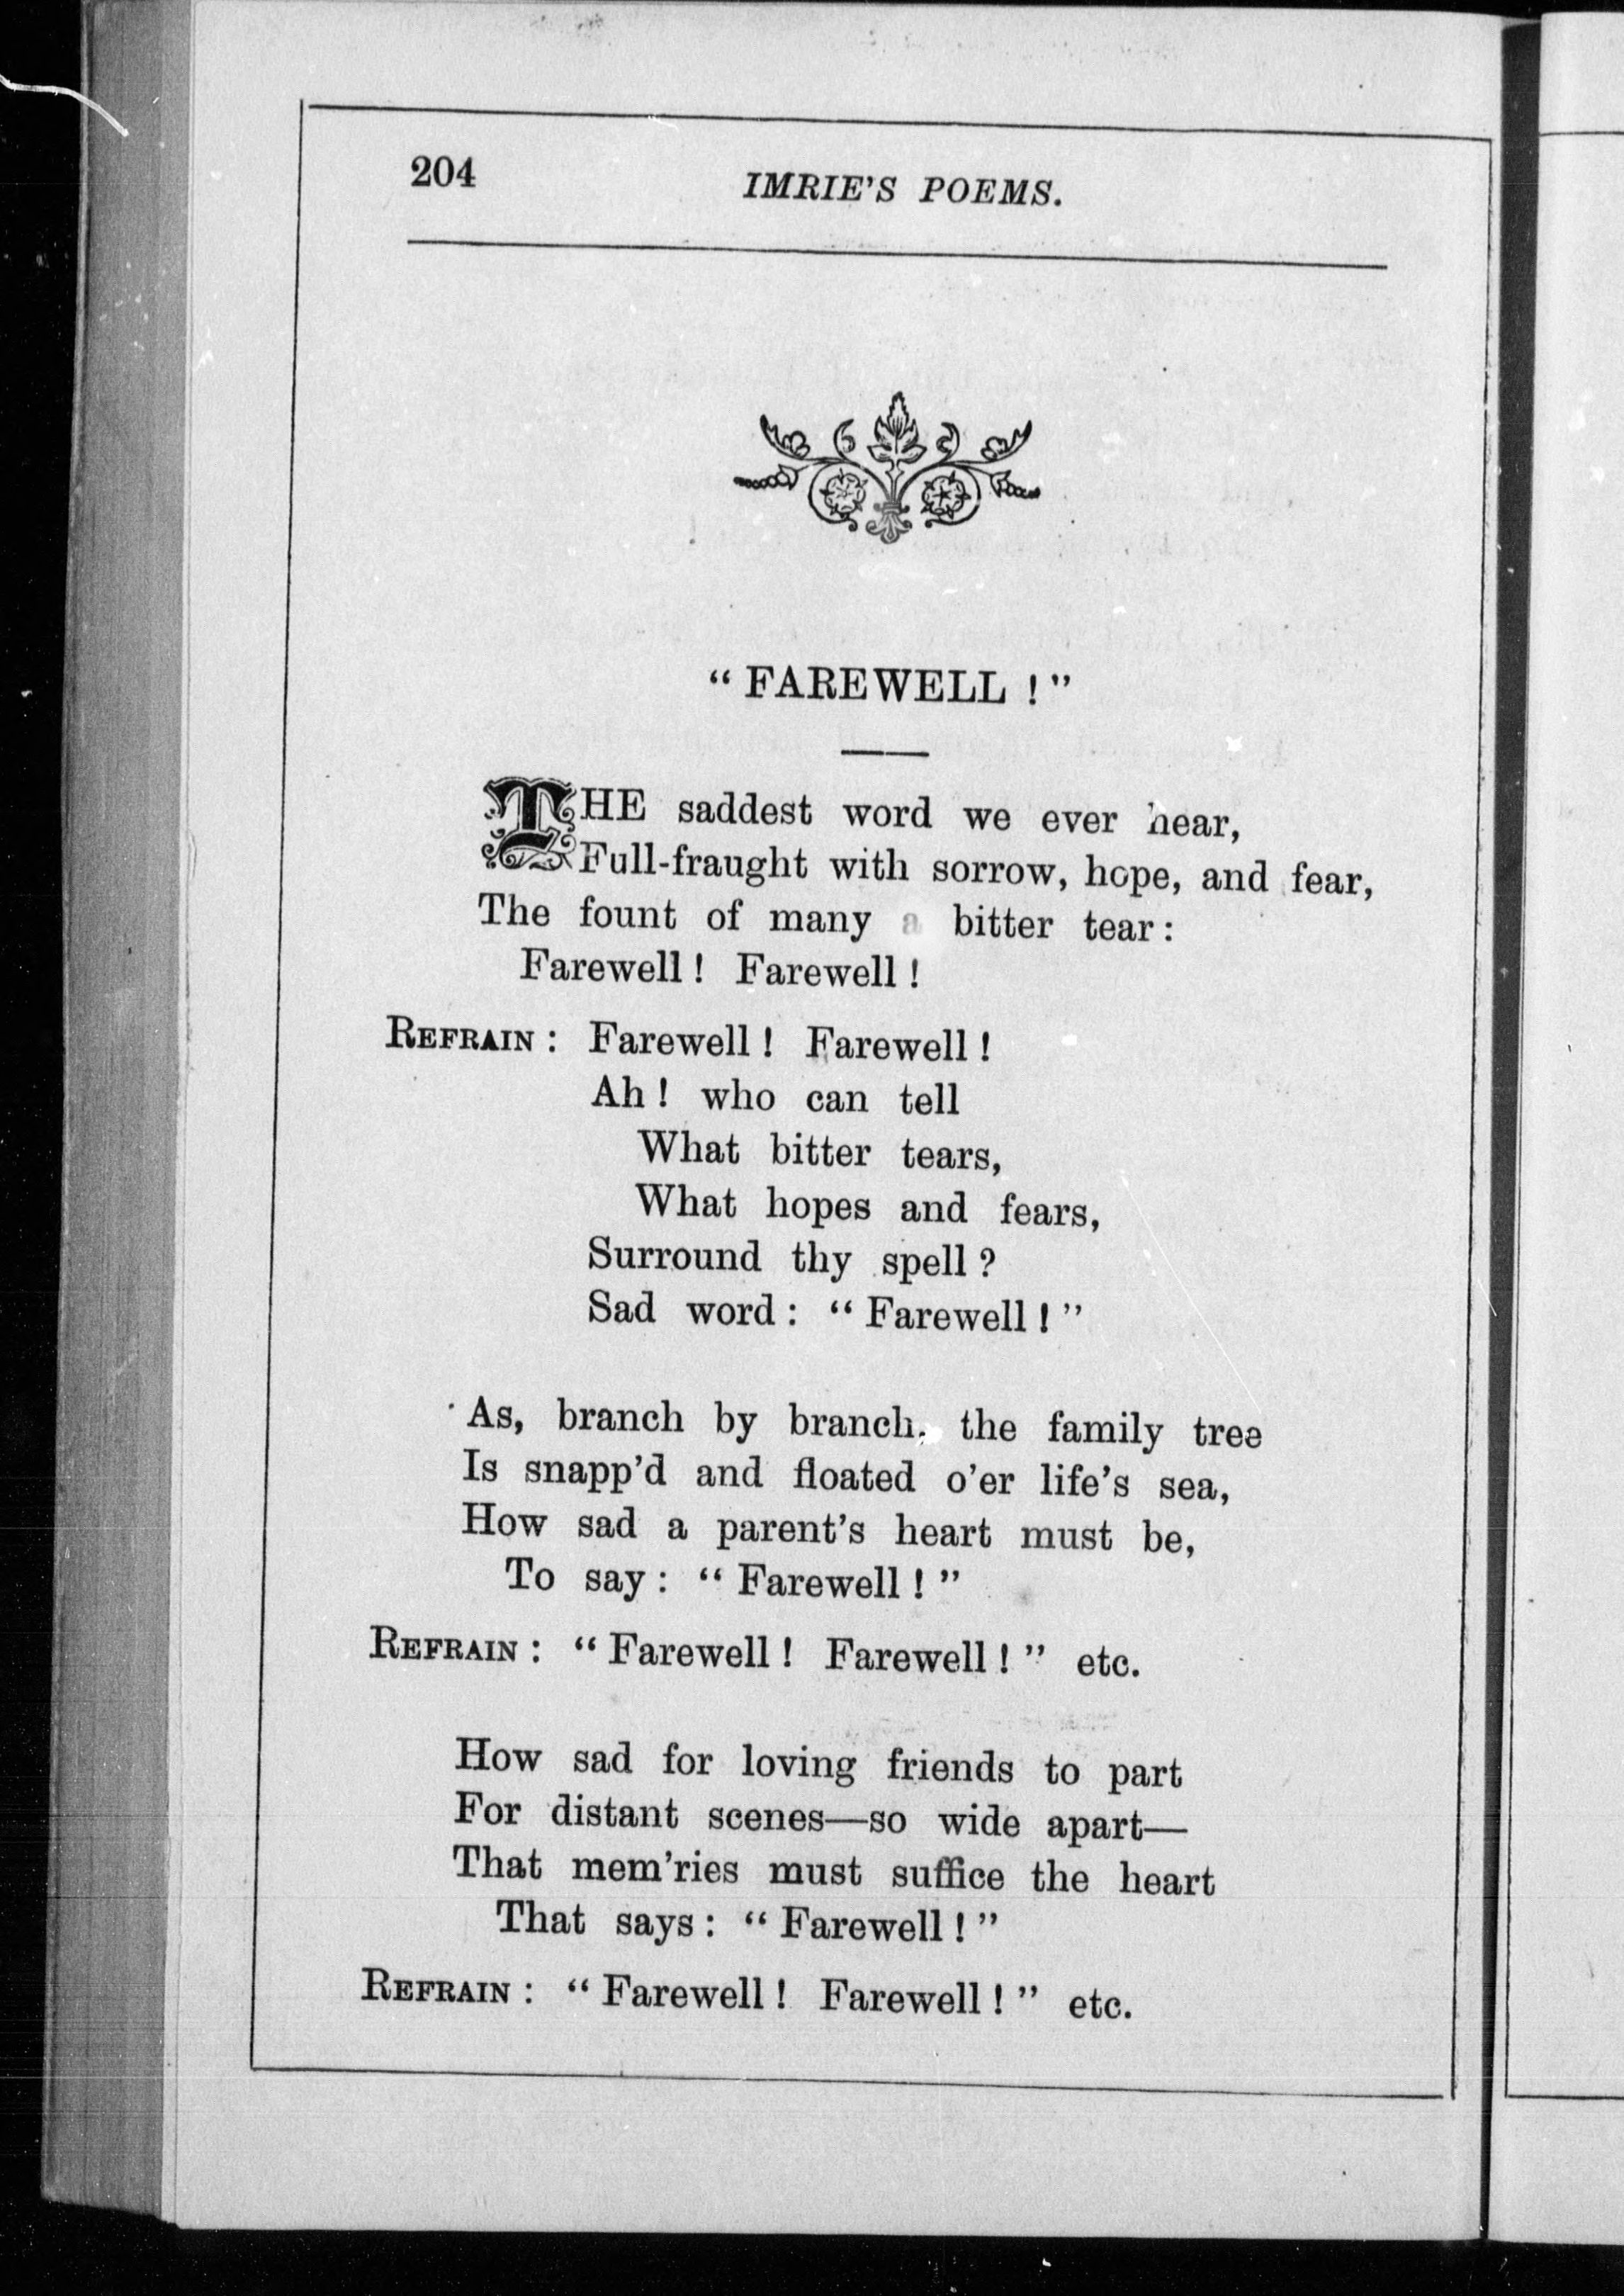 204
IMRIE'S POEMS.
"FAREWELL!"
THE saddest word we ever hear,
Full-fraught with sorrow, hope, and fear,
The fount of many a bitter tear:
Farewell! Farewell!
REFRAIN: Farewell! Farewell!
Ah! who can tell
What bitter tears,
What hopes and fears,
Surround thy spell?
Sad word: "Farewell!"
As, branch by branch, the family tree
Is snapp'd and floated o'er life's sea,
How sad a parent's heart must be,
To say: "Farewell!"
REFRAIN: "Farewell! Farewell!" etc.
How sad for loving friends to part
For distant scenes—so wide apart—
That mem'ries must suffice the heart
That says: "Farewell!"
REFRAIN: "Farewell! Farewell!" etc.